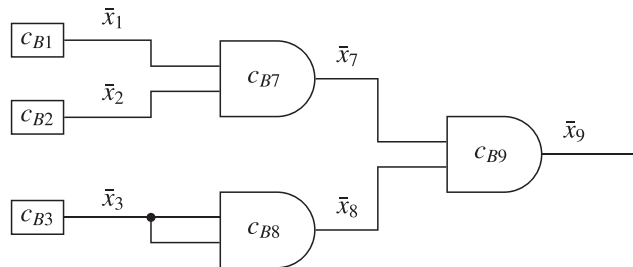 c_{B1} x̄_1
c_{B2} x̄_2
c_{B3} x̄_3
c_{B7} x̄_7
c_{B8} x̄_8
c_{B9} x̄_9